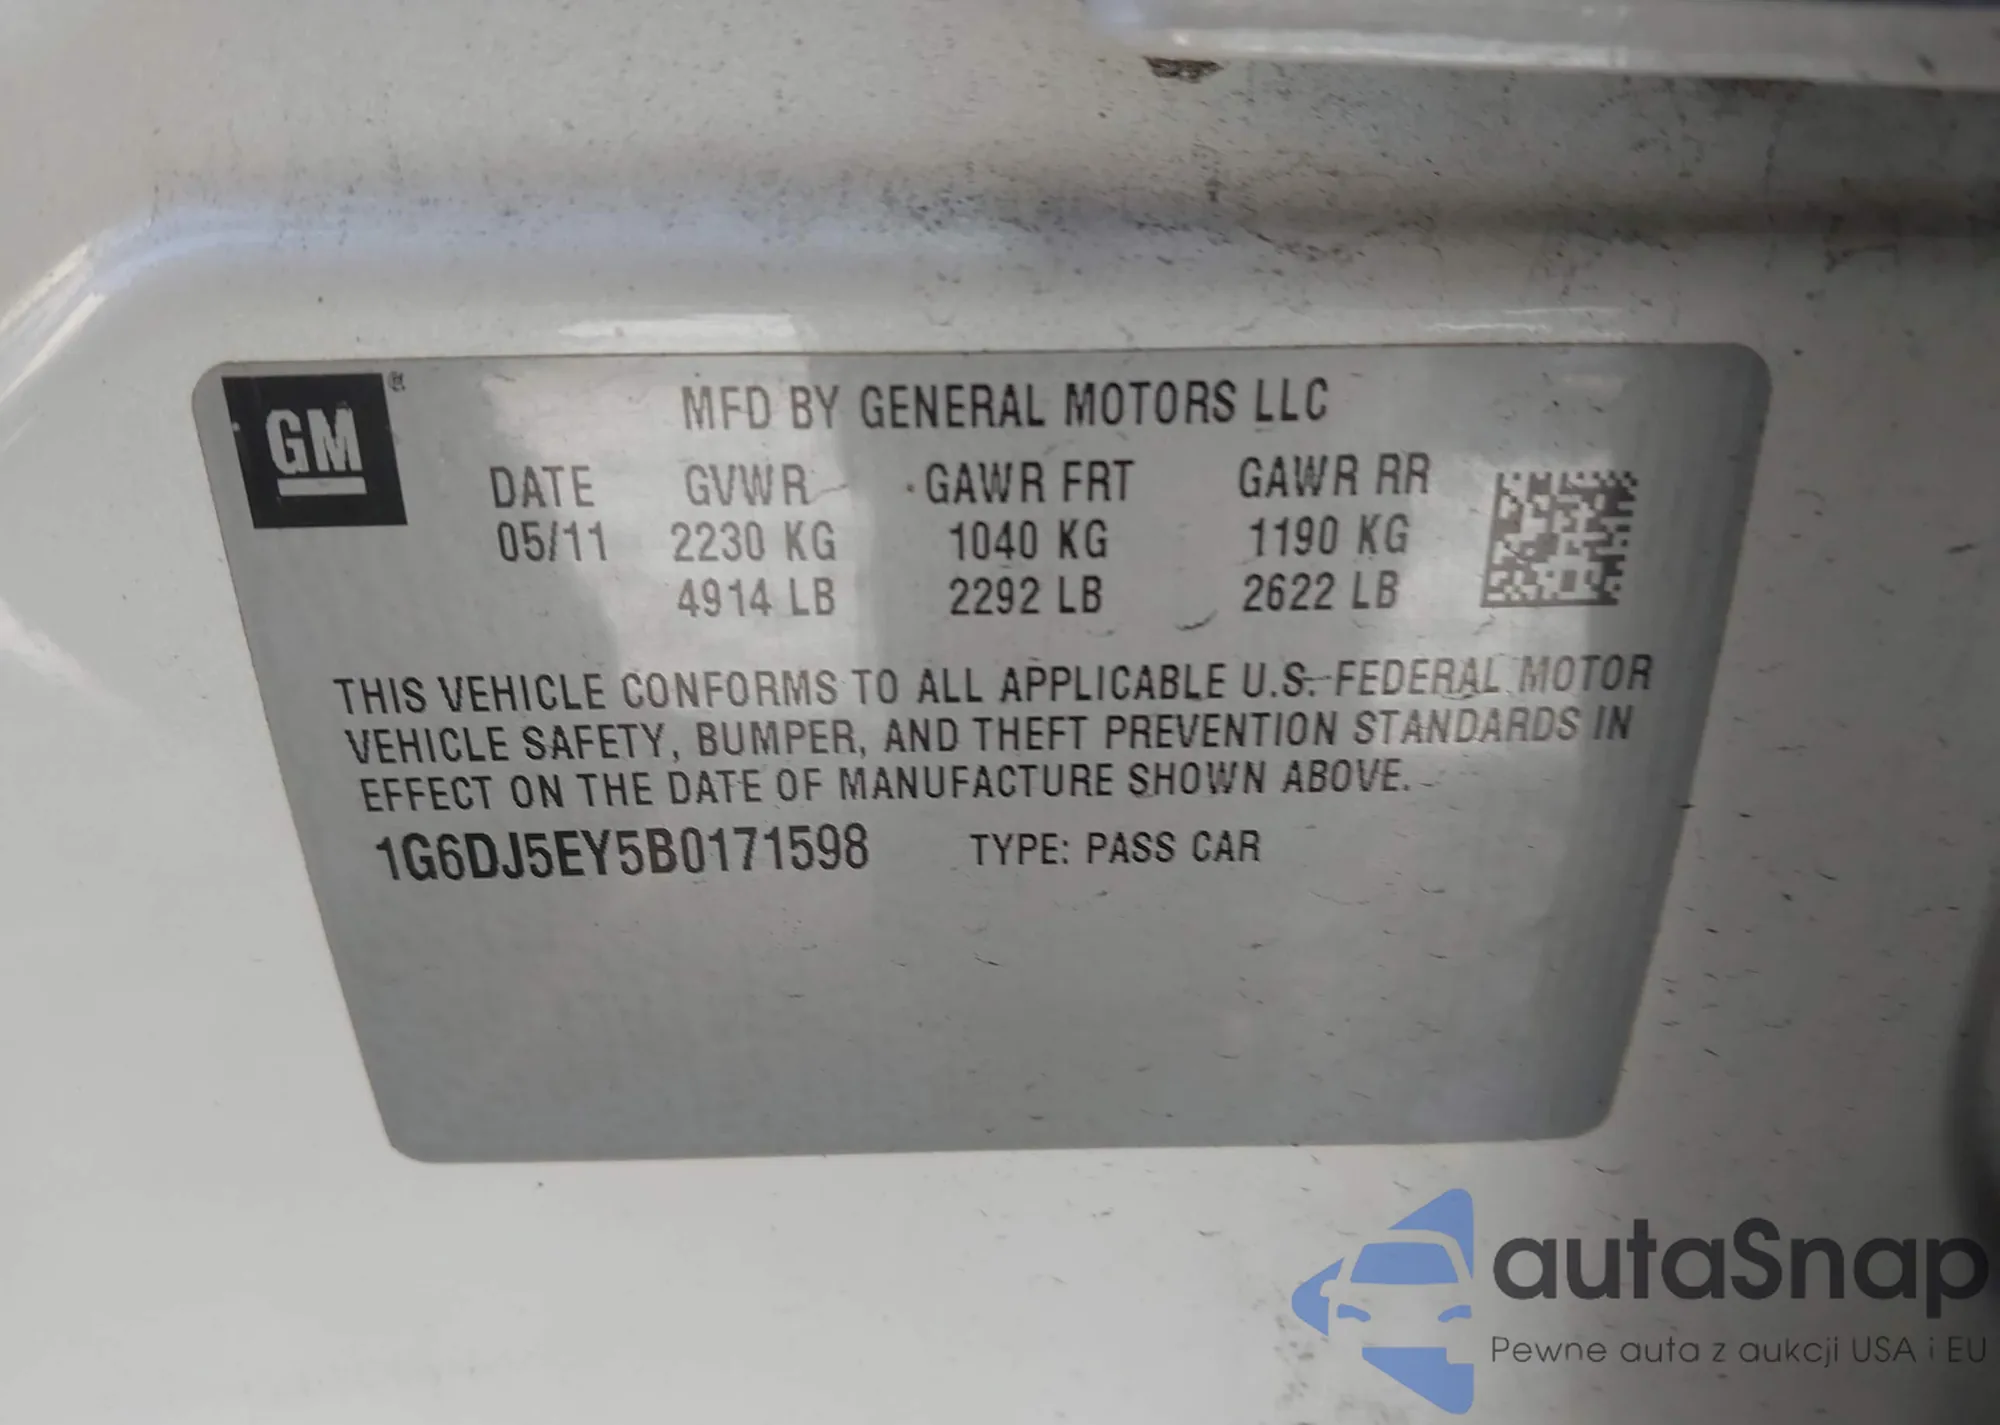 GM ®
MFD BY GENERAL MOTORS LLC
DATE GVWR GAWR FRT GAWR RR
05/11 2230 KG 1040 KG 1190 KG
4914 LB 2292 LB 2622 LB
THIS VEHICLE CONFORMS TO ALL APPLICABLE U.S. FEDERAL MOTOR
VEHICLE SAFETY, BUMPER, AND THEFT PREVENTION STANDARDS IN
EFFECT ON THE DATE OF MANUFACTURE SHOWN ABOVE.
1G6DJ5EY5B0171598 TYPE: PASS CAR
autaSnap
Pewne auta z aukcji USA i EU